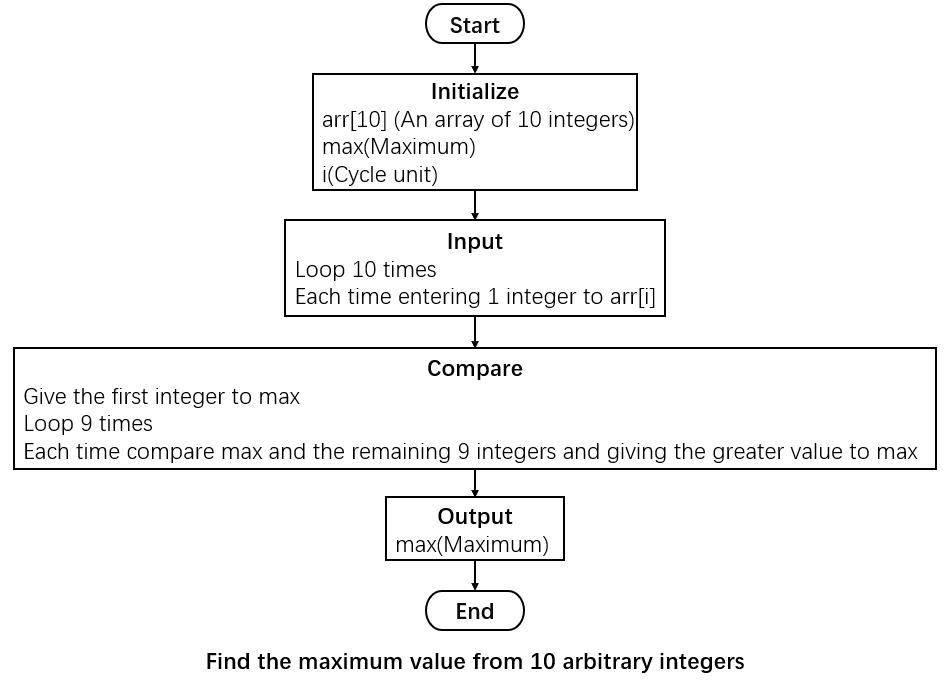 Start
Initialize
arr[10] (An array of 10 integers)
max(Maximum)
i(Cycle unit)
Input
Loop 10 times
Each time entering 1 integer to arr[i]
Compare
Give the first integer to max
Loop 9 times
Each time compare max and the remaining 9 integers and giving the greater value to max
Output
max(Maximum)
End
Find the maximum value from 10 arbitrary integers